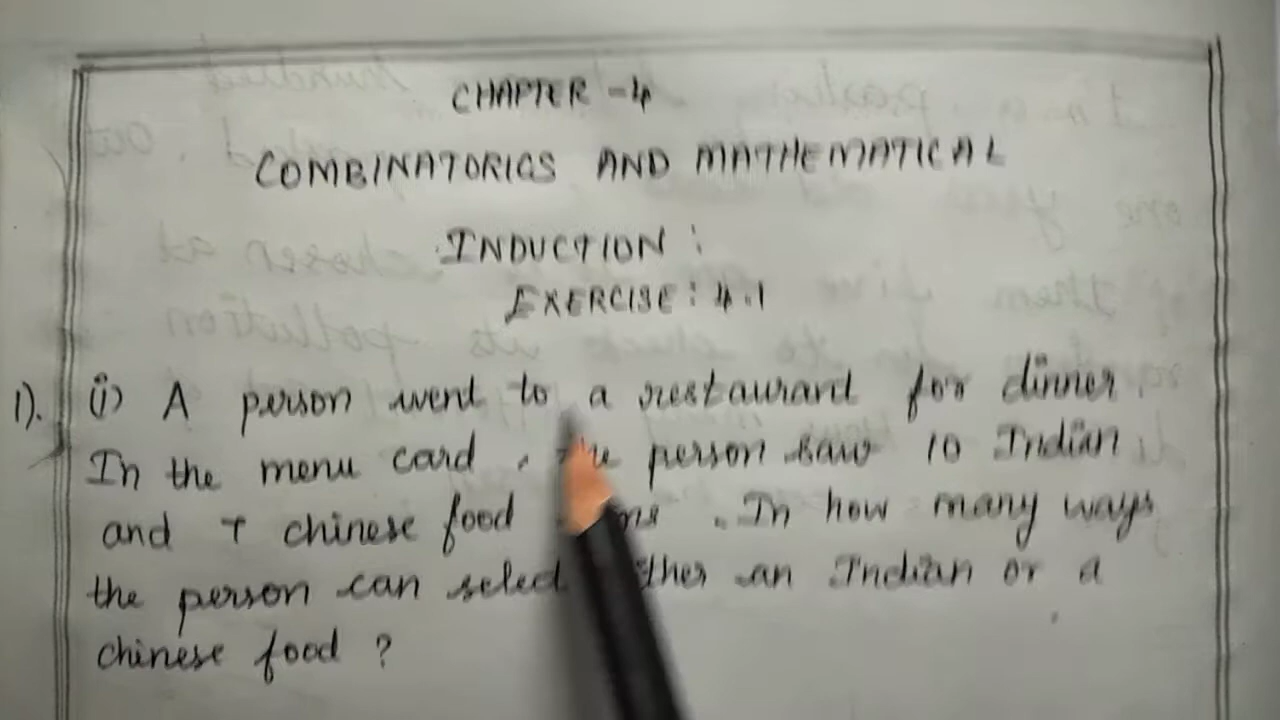 CHAPTER -4
COMBINATORICS AND MATHEMATICAL
INDUCTION :
EXERCISE : 4.1
1). (i) A person went to a restaurant for dinner.
In the menu card, person saw 10 Indian
and 7 chinese food . In how many ways
the person can select an Indian or a
chinese food ?